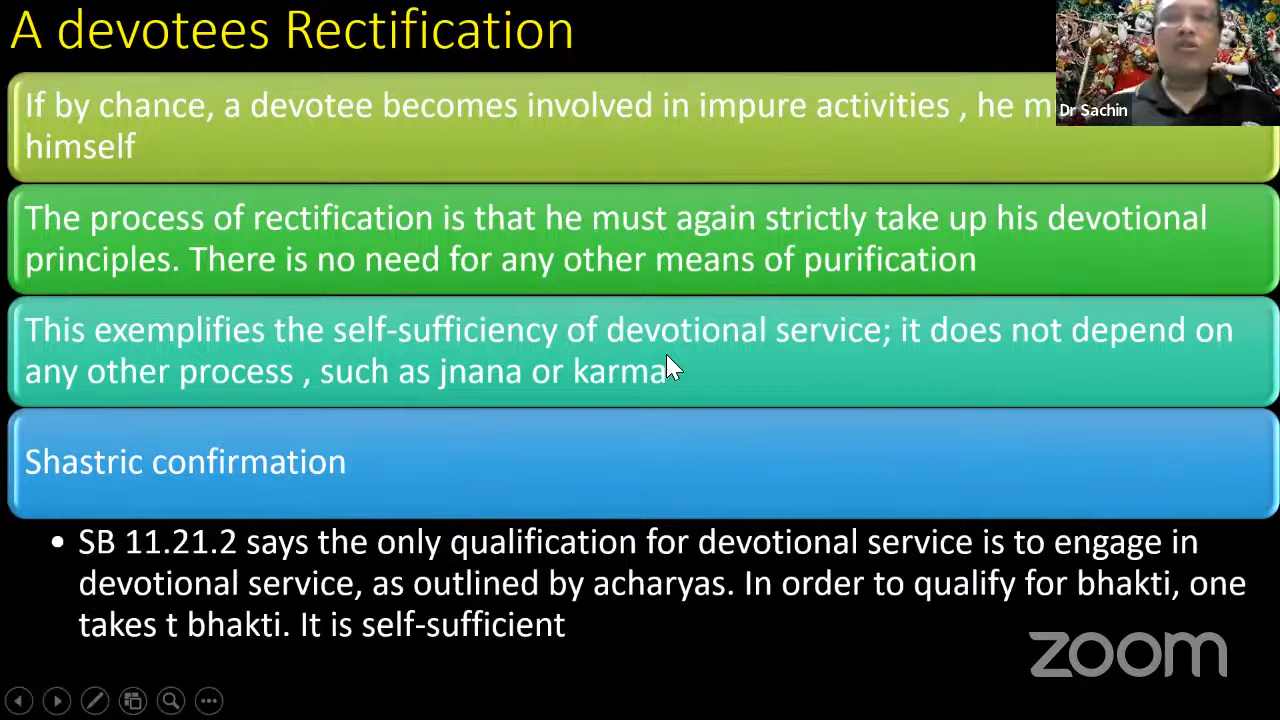 A devotees Rectification
If by chance, a devotee becomes involved in impure activities , he m
himself
Dr Sachin
The process of rectification is that he must again strictly take up his devotional
principles. There is no need for any other means of purification
This exemplifies the self-sufficiency of devotional service; it does not depend on
any other process , such as jnana or karma
Shastric confirmation
• SB 11.21.2 says the only qualification for devotional service is to engage in
devotional service, as outlined by acharyas. In order to qualify for bhakti, one
takes t bhakti. It is self-sufficient
zoom